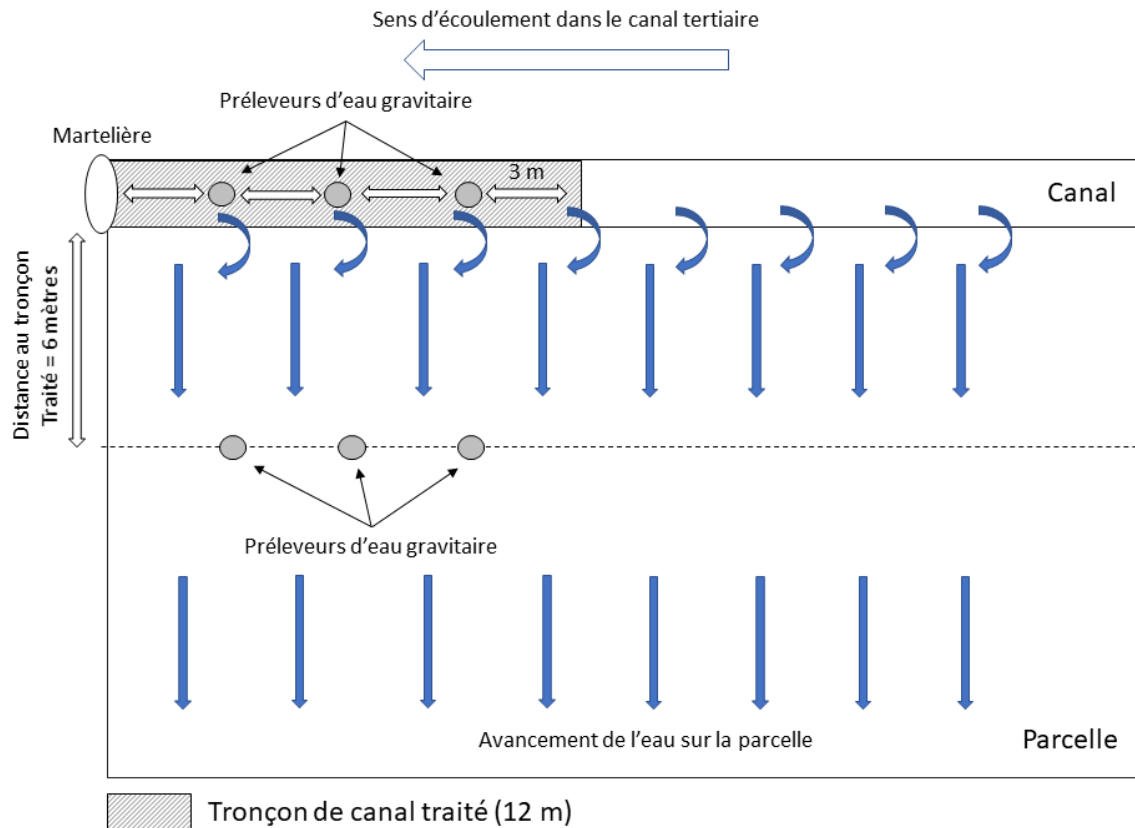 Sens d’écoulement dans le canal tertiaire
Préleveurs d’eau gravitaire
Martelière
3 m
Canal
Distance au tronçon
Traité = 6 mètres
Préleveurs d’eau gravitaire
Avancement de l’eau sur la parcelle
Parcelle
Tronçon de canal traité (12 m)